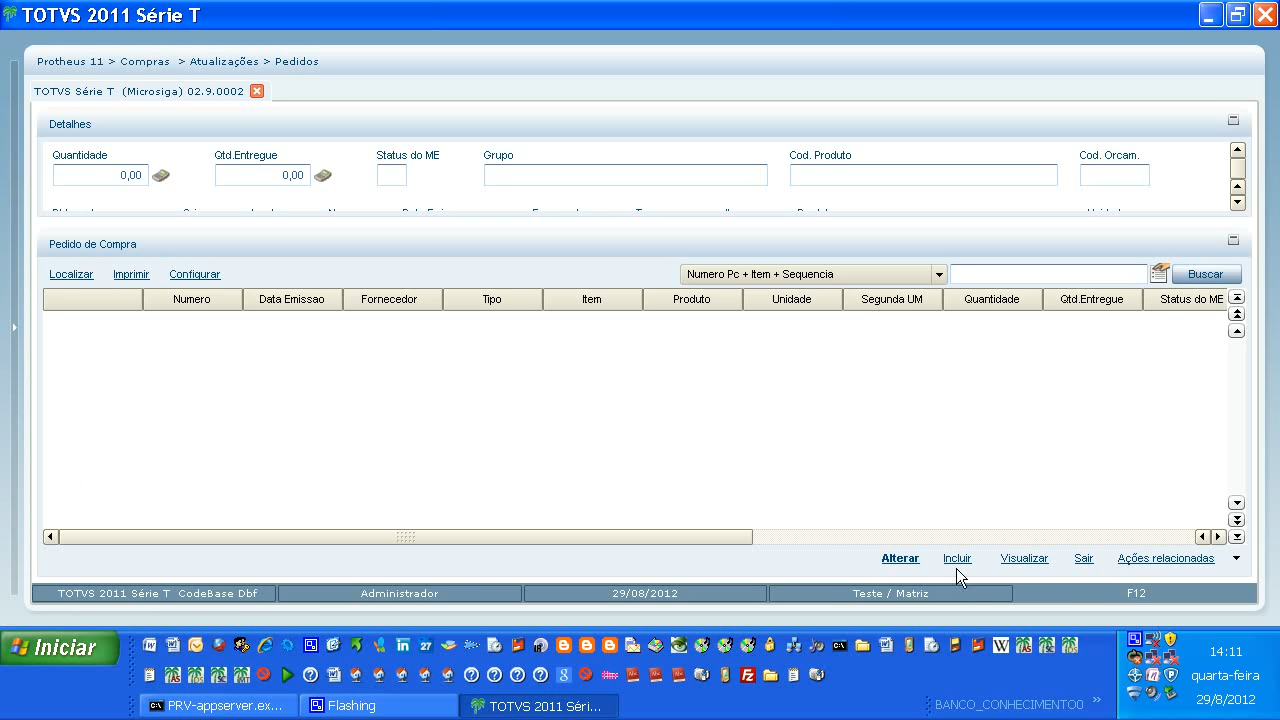 TOTVS 2011 Série T
Protheus 11 > Compras > Atualizações > Pedidos
TOTVS Série T (Microsiga) 02.9.0002
Detalhes
Quantidade Qtd.Entregue Status do ME Grupo Cod. Produto Cod. Orcam.
0,00 0,00
Pedido de Compra
Localizar Imprimir Configurar Numero Pc + Item + Sequencia Buscar
Numero Data Emissao Fornecedor Tipo Item Produto Unidade Segunda UM Quantidade Qtd.Entregue Status do ME
Alterar Incluir Visualizar Sair Ações relacionadas
TOTVS 2011 Série T CodeBase Dbf Administrador 29/08/2012 Teste / Matriz F12
Iniciar
14:11
quarta-feira
29/8/2012
PRV-appserver.ex... Flashing TOTVS 2011 Séri... BANCO_CONHECIMENTO0 »